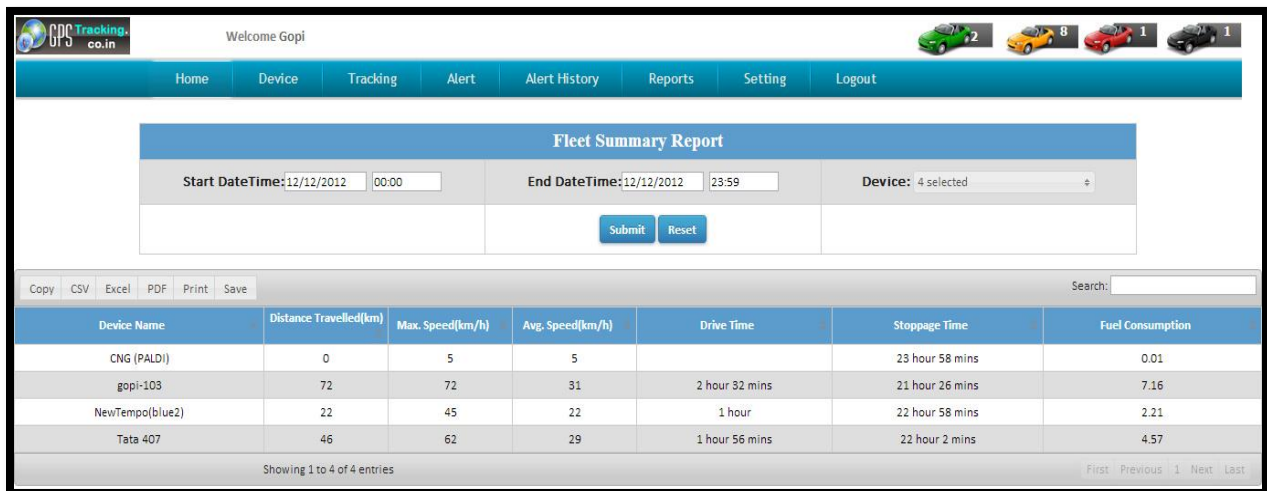 GPS Tracking.
co.in
Welcome Gopi
2 8 1 1
Home Device Tracking Alert Alert History Reports Setting Logout
Fleet Summary Report
Start DateTime: 12/12/2012 00:00 End DateTime: 12/12/2012 23:59 Device: 4 selected
Submit Reset
Copy CSV Excel PDF Print Save Search:
Device Name Distance Travelled(km) Max. Speed(km/h) Avg. Speed(km/h) Drive Time Stoppage Time Fuel Consumption
CNG (PALDI) 0 5 5 23 hour 58 mins 0.01
gopi-103 72 72 31 2 hour 32 mins 21 hour 26 mins 7.16
NewTempo(blue2) 22 45 22 1 hour 22 hour 58 mins 2.21
Tata 407 46 62 29 1 hour 56 mins 22 hour 2 mins 4.57
Showing 1 to 4 of 4 entries First Previous 1 Next Last